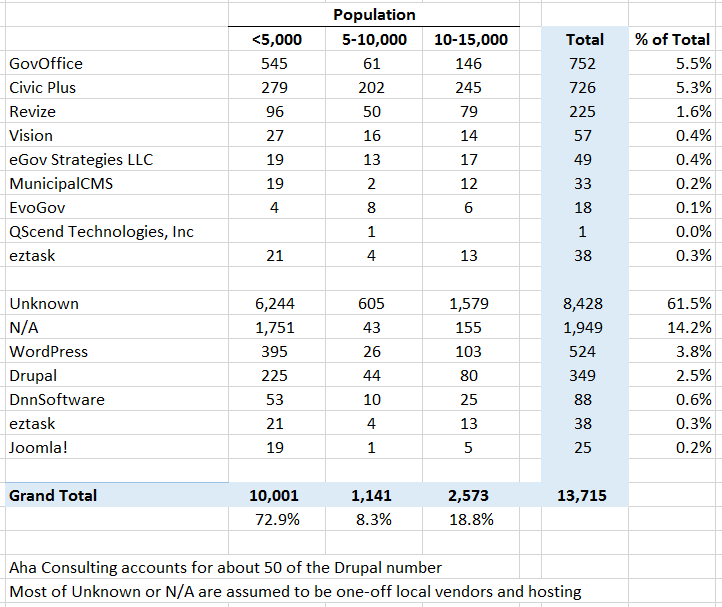 Population
<5,000 5-10,000 10-15,000 Total % of Total
GovOffice 545 61 146 752 5.5%
Civic Plus 279 202 245 726 5.3%
Revize 96 50 79 225 1.6%
Vision 27 16 14 57 0.4%
eGov Strategies LLC 19 13 17 49 0.4%
MunicipalCMS 19 2 12 33 0.2%
EvoGov 4 8 6 18 0.1%
QScend Technologies, Inc 1 1 0.0%
eztask 21 4 13 38 0.3%
Unknown 6,244 605 1,579 8,428 61.5%
N/A 1,751 43 155 1,949 14.2%
WordPress 395 26 103 524 3.8%
Drupal 225 44 80 349 2.5%
DnnSoftware 53 10 25 88 0.6%
eztask 21 4 13 38 0.3%
Joomla! 19 1 5 25 0.2%
Grand Total 10,001 1,141 2,573 13,715
72.9% 8.3% 18.8%
Aha Consulting accounts for about 50 of the Drupal number
Most of Unknown or N/A are assumed to be one-off local vendors and hosting